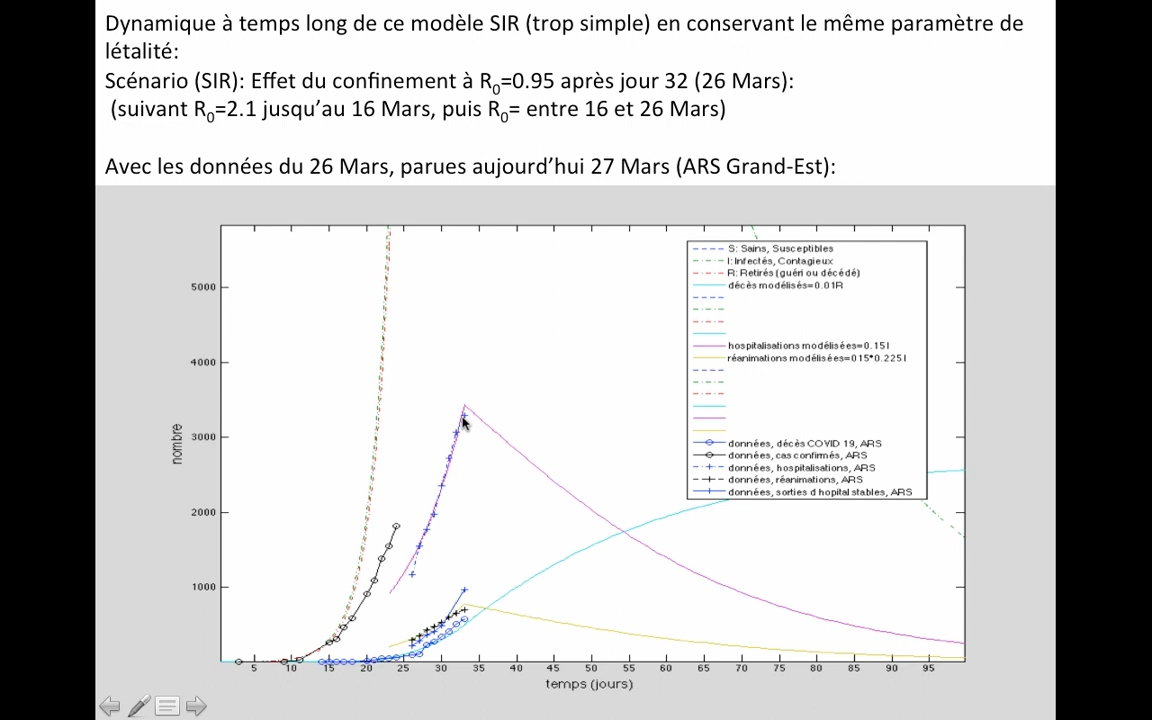 Dynamique à temps long de ce modèle SIR (trop simple) en conservant le même paramètre de
létalité:
Scénario (SIR): Effet du confinement à R0=0.95 après jour 32 (26 Mars):
(suivant R0=2.1 jusqu'au 16 Mars, puis R0= entre 16 et 26 Mars)
Avec les données du 26 Mars, parues aujourd'hui 27 Mars (ARS Grand-Est):
S: Sains, Susceptibles
I: Infectés, Contagieux
R: Retirés (guéri ou décédé)
décès modélisés=0.01R
hospitalisations modélisées=0.15I
réanimations modélisées=015*0.225I
données, décès COVID 19, ARS
données, cas confirmés, ARS
données, hospitalisations, ARS
données, réanimations, ARS
données, sorties d hopital stables, ARS
nombre
5000
4000
3000
2000
1000
5 10 15 20 25 30 35 40 45 50 55 60 65 70 75 80 85 90 95
temps (jours)